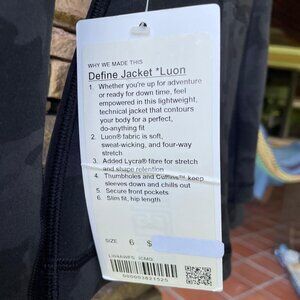 WHY WE MADE THIS
Define Jacket *Luon
1. Whether you're up for adventure
or ready for down time, feel
empowered in this lightweight,
technical jacket that contours
your body for a perfect,
do-anything fit
2. Luon® fabric is soft,
sweat-wicking, and four-way
stretch
3. Added Lycra® fibre for stretch
and shape retention
4. Thumbholes and Cuffins™ keep
sleeves down and chills out
5. Secure front pockets
6. Slim fit, hip length
SIZE 6 $